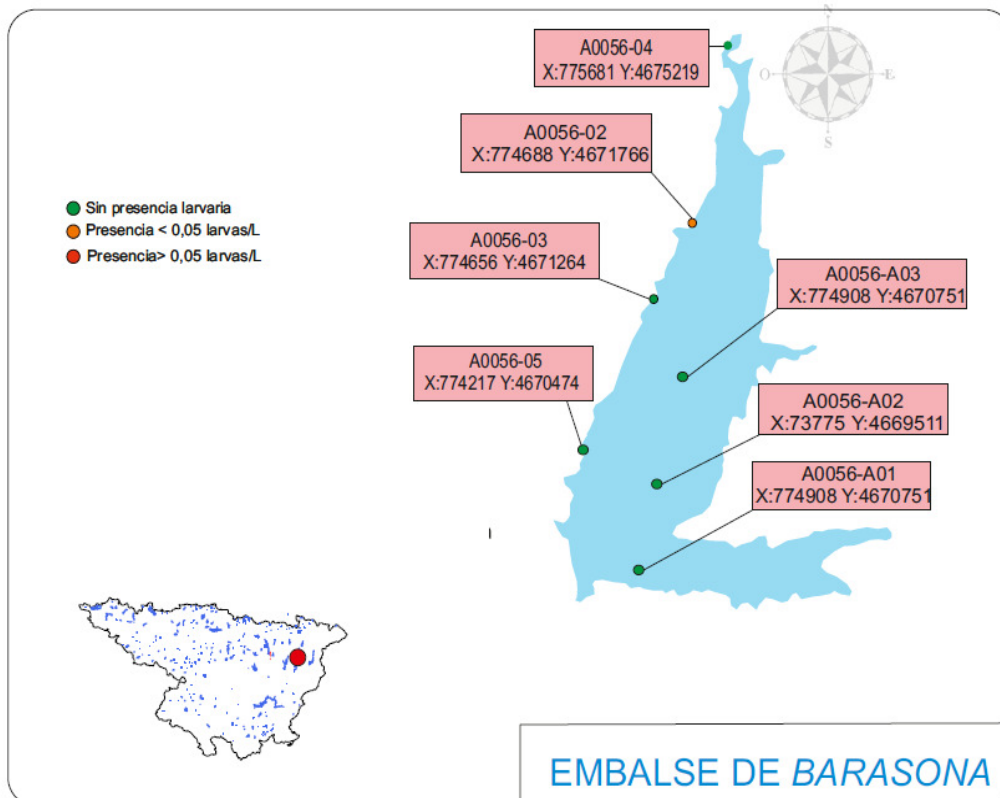 N
O
E
S
A0056-04
X:775681 Y:4675219
A0056-02
X:774688 Y:4671766
Sin presencia larvaria
Presencia < 0,05 larvas/L
Presencia> 0,05 larvas/L
A0056-03
X:774656 Y:4671264
A0056-A03
X:774908 Y:4670751
A0056-05
X:774217 Y:4670474
A0056-A02
X:73775 Y:4669511
A0056-A01
X:774908 Y:4670751
EMBALSE DE BARASONA